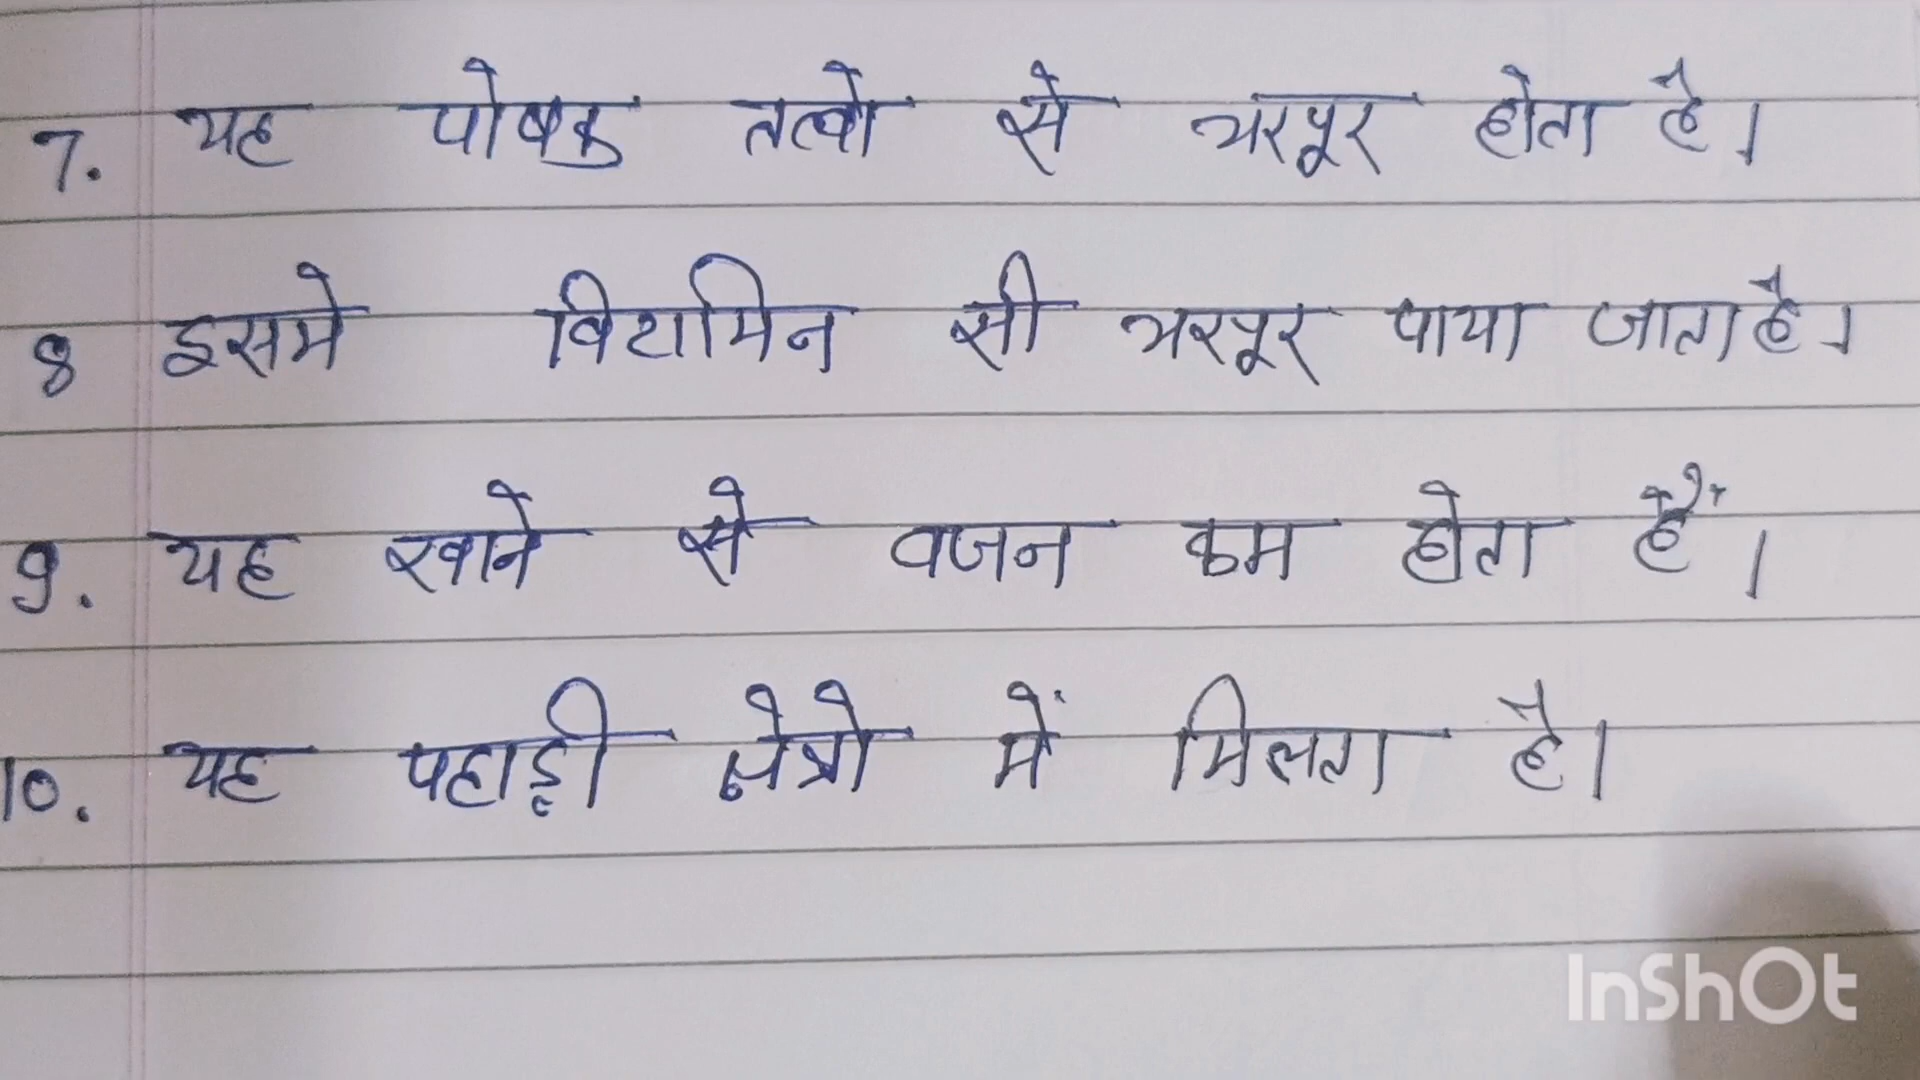 7. यह पोषक तत्वो से भरपूर होता है।
8 इसमे विटामिन सी भरपूर पाया जाता है।
9. यह खाने से वजन कम होता हैं।
10. यह पहाड़ी क्षेत्रो में मिलता है।
InShOt